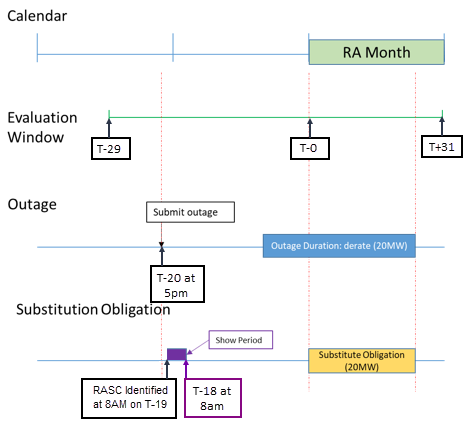 Calendar
RA Month
Evaluation
Window
T-29
T-0
T+31
Outage
Submit outage
Outage Duration: derate (20MW)
T-20 at
5pm
Substitution Obligation
Show Period
Substitute Obligation
(20MW)
RASC Identified
at 8AM on T-19
T-18 at
8am